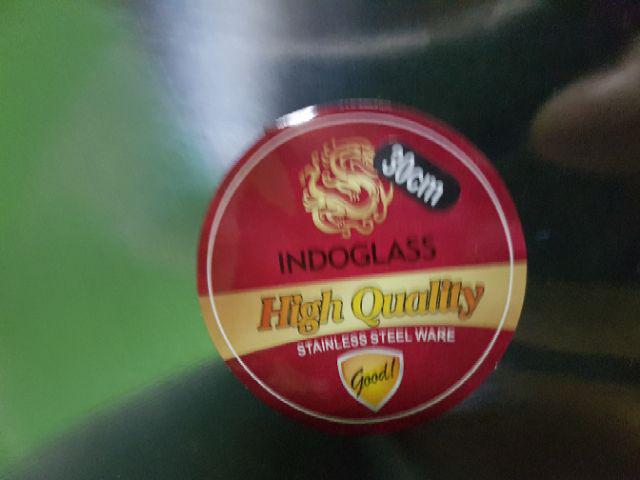 30cm
INDOGLASS
High Quality
STAINLESS STEEL WARE
Good!